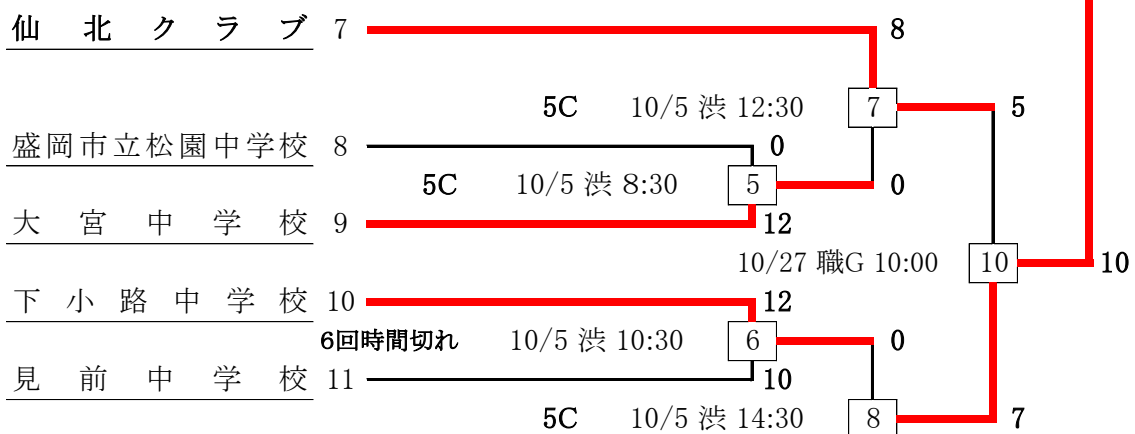 仙北クラブ 7 8
5C 10/5 渋 12:30 7 5
盛岡市立松園中学校 8 0
5C 10/5 渋 8:30 5 0
大宮中学校 9 12
10/27 職G 10:00 10 10
下小路中学校 10 12
6回時間切れ 10/5 渋 10:30 6 0
見前中学校 11 10
5C 10/5 渋 14:30 8 7